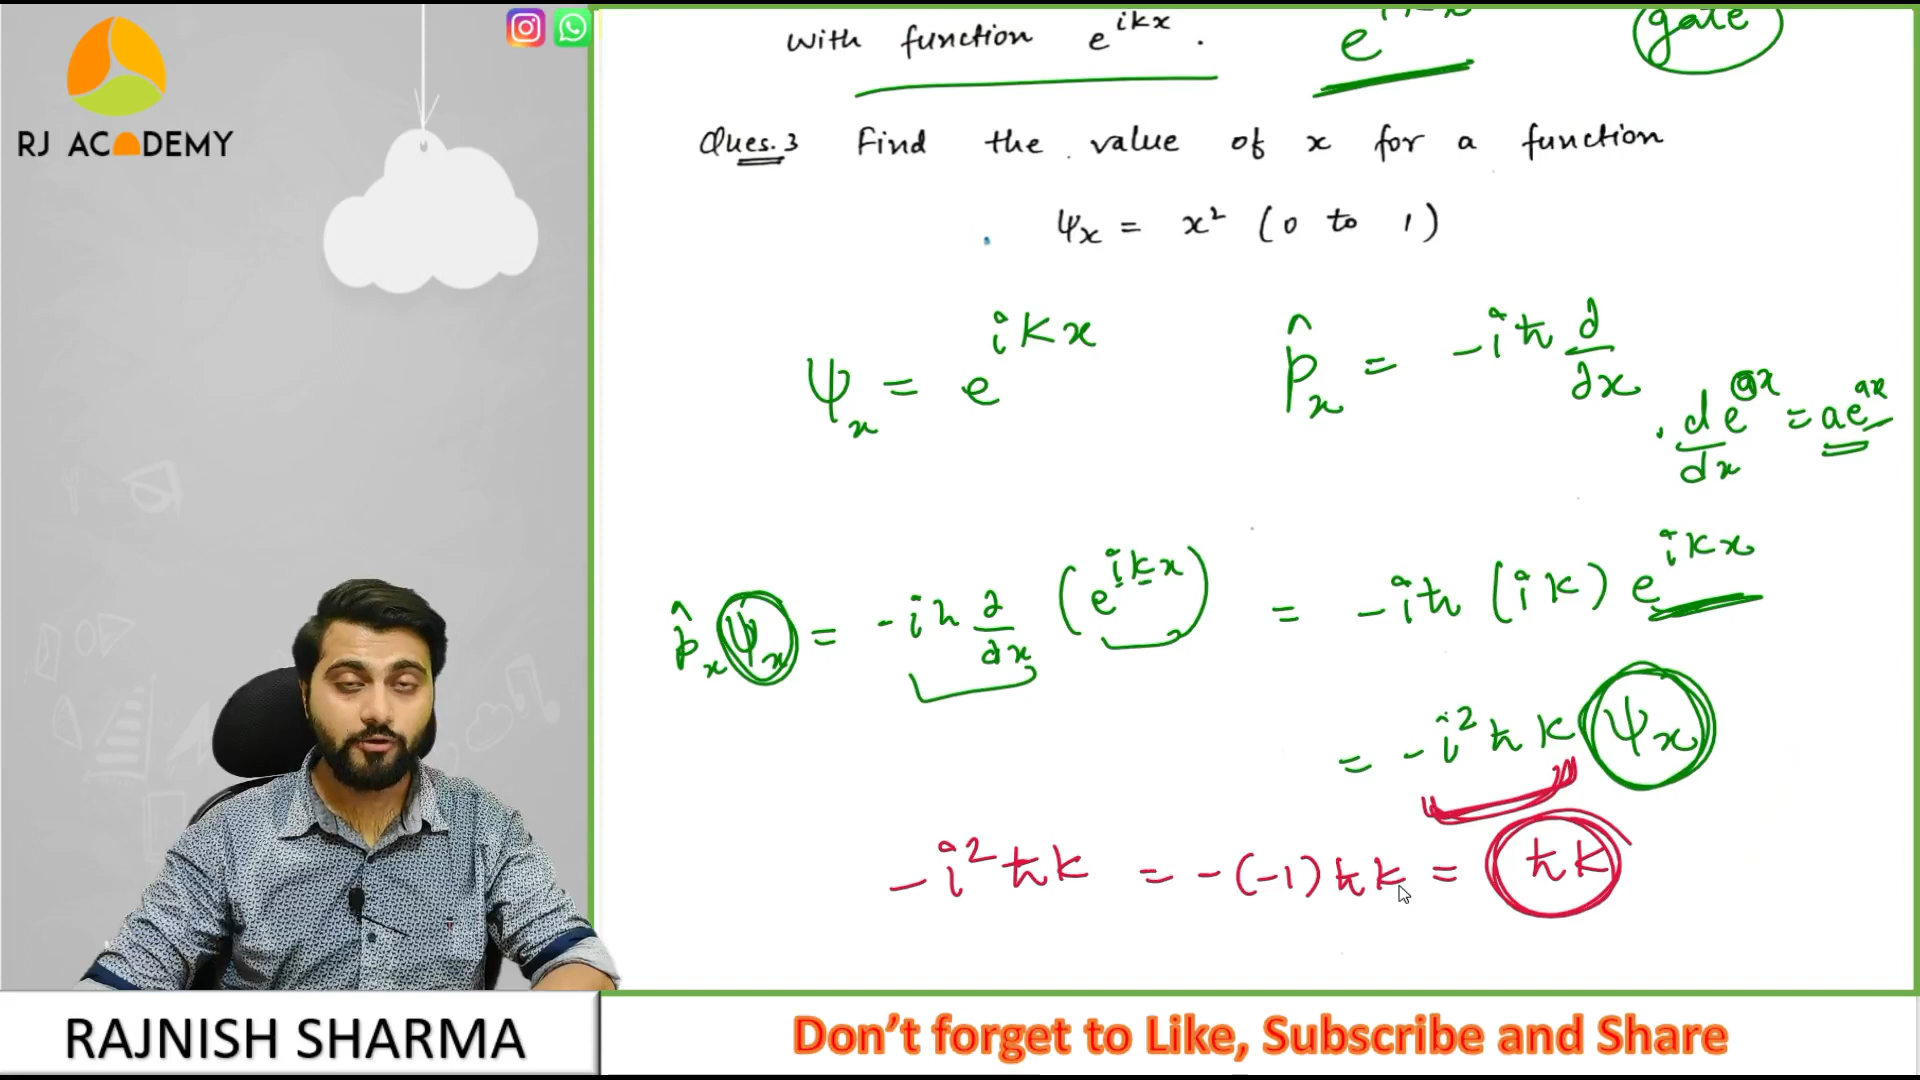 RJ ACADEMY
with function e^{ikx}.
gate
Ques.3 Find the value of x for a function
Ψx = x² (0 to 1)
Ψx = e^{ikx}
p̂x = -iħ ∂/∂x
d/dx e^{ax} = ae^{ax}
p̂x Ψx = -iħ ∂/∂x (e^{ikx}) = -iħ (ik) e^{ikx}
= -i²ħk Ψx
-i²ħk = -(-1)ħk = ħk
RAJNISH SHARMA
Don't forget to Like, Subscribe and Share